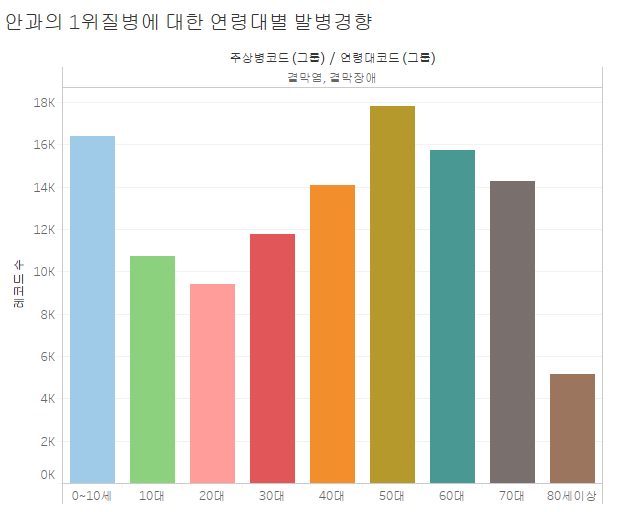 안과의 1위질병에 대한 연령대별 발병경향
주상병코드 (그룹) / 연령대코드 (그룹)
결막염, 결막장애
18K
16K
14K
12K
10K
8K
6K
4K
2K
0K
레코드 수
0~10세 10대 20대 30대 40대 50대 60대 70대 80세이상